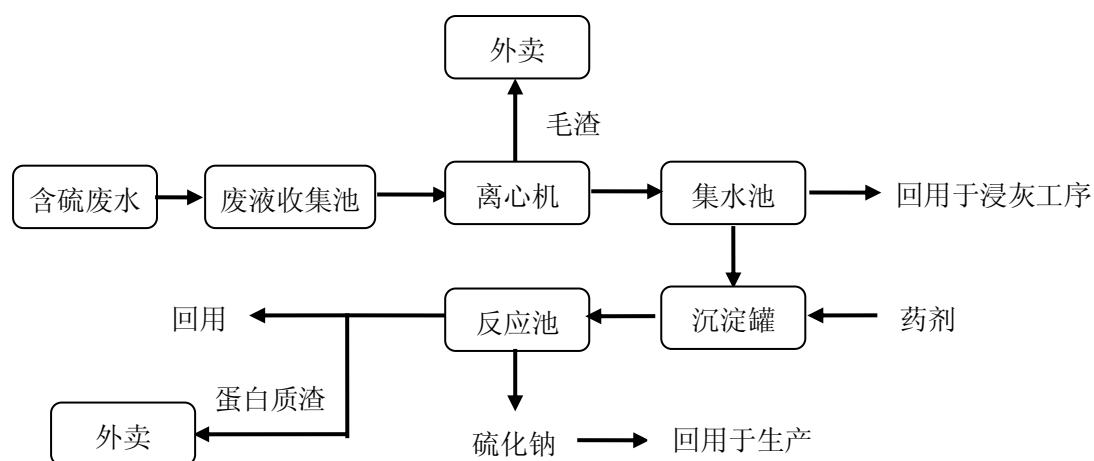 外卖
毛渣
含硫废水
废液收集池
离心机
集水池
回用于浸灰工序
回用
反应池
沉淀罐
药剂
蛋白质渣
外卖
硫化钠
回用于生产